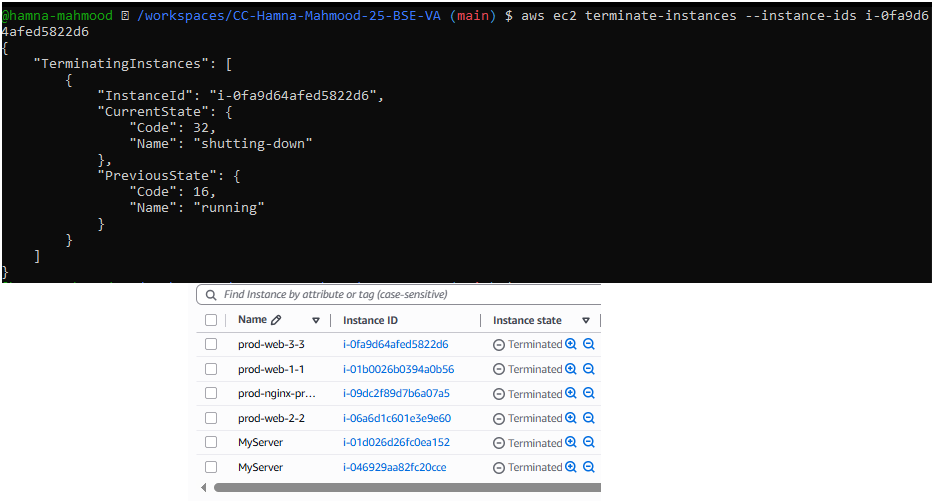 @hamna-mahmood /workspaces/CC-Hamna-Mahmood-25-BSE-VA (main) $ aws ec2 terminate-instances --instance-ids i-0fa9d6
4afed5822d6
{
    "TerminatingInstances": [
        {
            "InstanceId": "i-0fa9d64afed5822d6",
            "CurrentState": {
                "Code": 32,
                "Name": "shutting-down"
            },
            "PreviousState": {
                "Code": 16,
                "Name": "running"
            }
        }
    ]
}
Find Instance by attribute or tag (case-sensitive)
Name Instance ID Instance state
prod-web-3-3 i-0fa9d64afed5822d6 Terminated
prod-web-1-1 i-01b0026b0394a0b56 Terminated
prod-nginx-pr... i-09dc2f89d7b6a07a5 Terminated
prod-web-2-2 i-06a6d1c601e3e9e60 Terminated
MyServer i-01d026d26fc0ea152 Terminated
MyServer i-046929aa82fc20cce Terminated